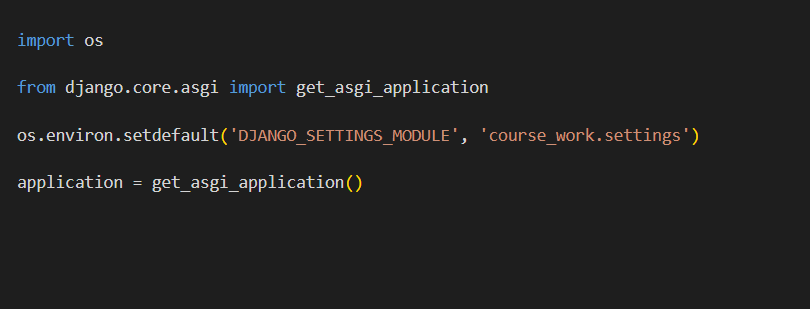 import os
from django.core.asgi import get_asgi_application
os.environ.setdefault('DJANGO_SETTINGS_MODULE', 'course_work.settings')
application = get_asgi_application()